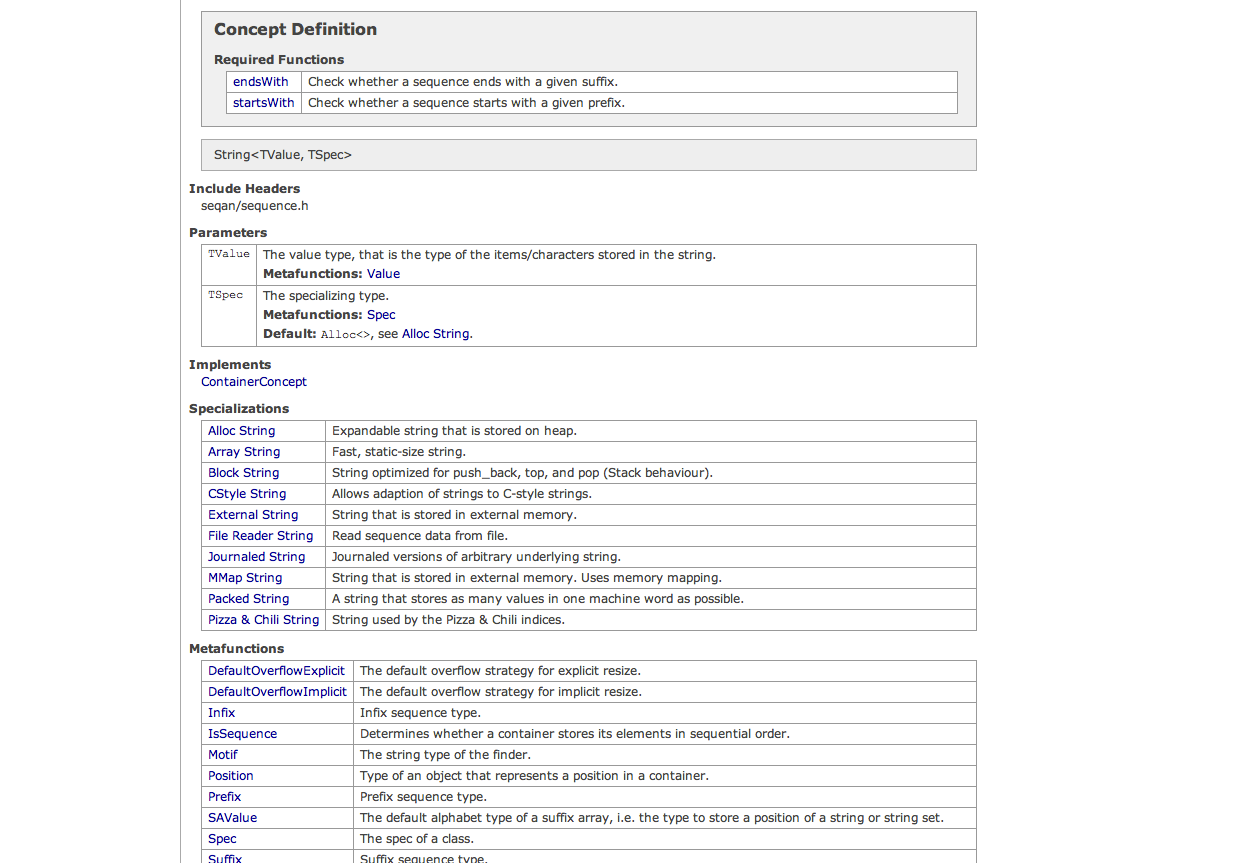 Concept Definition
Required Functions
endsWith Check whether a sequence ends with a given suffix.
startsWith Check whether a sequence starts with a given prefix.
String<TValue, TSpec>
Include Headers
seqan/sequence.h
Parameters
TValue The value type, that is the type of the items/characters stored in the string.
Metafunctions: Value
TSpec The specializing type.
Metafunctions: Spec
Default: Alloc<>, see Alloc String.
Implements
ContainerConcept
Specializations
Alloc String Expandable string that is stored on heap.
Array String Fast, static-size string.
Block String String optimized for push_back, top, and pop (Stack behaviour).
CStyle String Allows adaption of strings to C-style strings.
External String String that is stored in external memory.
File Reader String Read sequence data from file.
Journaled String Journaled versions of arbitrary underlying string.
MMap String String that is stored in external memory. Uses memory mapping.
Packed String A string that stores as many values in one machine word as possible.
Pizza & Chili String String used by the Pizza & Chili indices.
Metafunctions
DefaultOverflowExplicit The default overflow strategy for explicit resize.
DefaultOverflowImplicit The default overflow strategy for implicit resize.
Infix Infix sequence type.
IsSequence Determines whether a container stores its elements in sequential order.
Motif The string type of the finder.
Position Type of an object that represents a position in a container.
Prefix Prefix sequence type.
SAValue The default alphabet type of a suffix array, i.e. the type to store a position of a string or string set.
Spec The spec of a class.
Suffix Suffix sequence type.